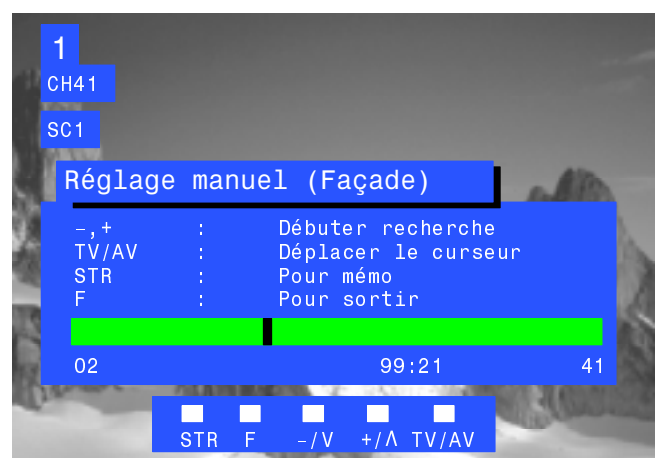 1
CH41
SC1
Réglage manuel (Façade)
–,+ : Débuter recherche
TV/AV : Déplacer le curseur
STR : Pour mémo
F : Pour sortir
02 99:21 41
STR F –/V +/Λ TV/AV